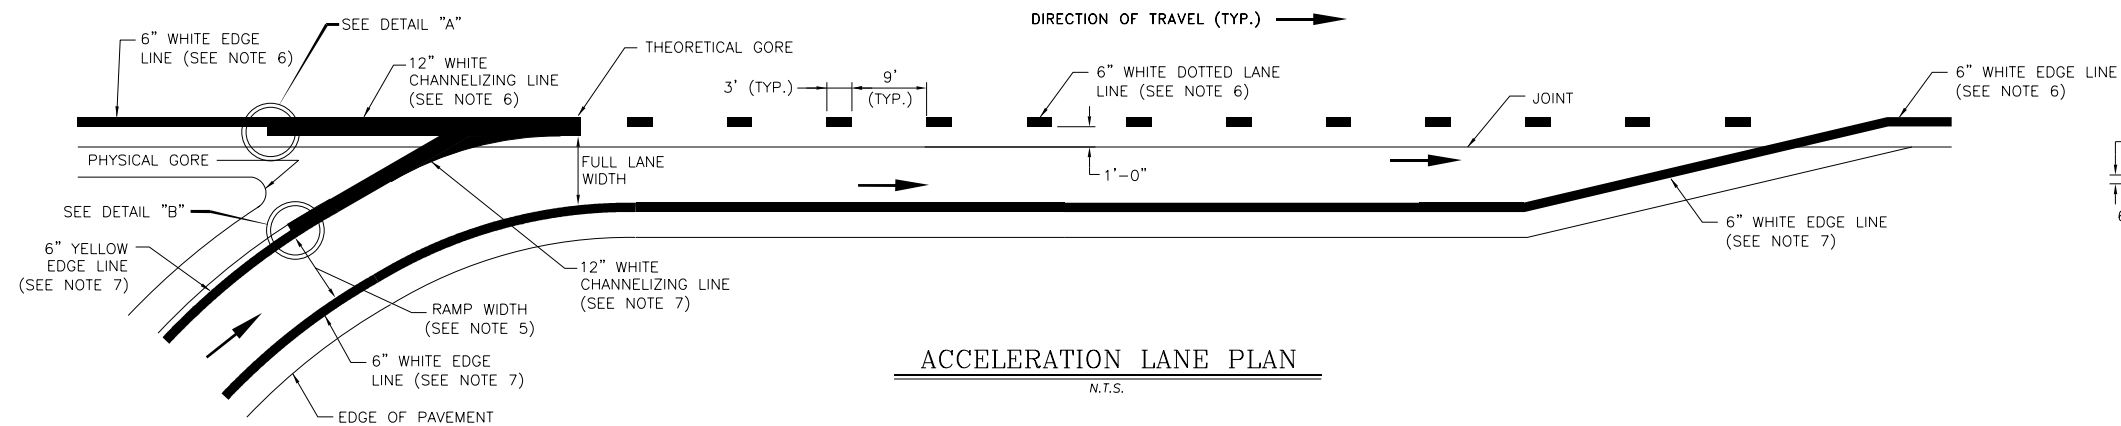 DIRECTION OF TRAVEL (TYP.)
SEE DETAIL "A"
6" WHITE EDGE
LINE (SEE NOTE 6)
12" WHITE
CHANNELIZING LINE
(SEE NOTE 6)
THEORETICAL GORE
3' (TYP.)
9'
(TYP.)
6" WHITE DOTTED LANE
LINE (SEE NOTE 6)
JOINT
6" WHITE EDGE LINE
(SEE NOTE 6)
PHYSICAL GORE
FULL LANE
WIDTH
1'-0"
SEE DETAIL "B"
6" YELLOW
EDGE LINE
(SEE NOTE 7)
12" WHITE
CHANNELIZING LINE
(SEE NOTE 7)
6" WHITE EDGE LINE
(SEE NOTE 7)
RAMP WIDTH
(SEE NOTE 5)
6" WHITE EDGE
LINE (SEE NOTE 7)
EDGE OF PAVEMENT
ACCELERATION LANE PLAN
N.T.S.